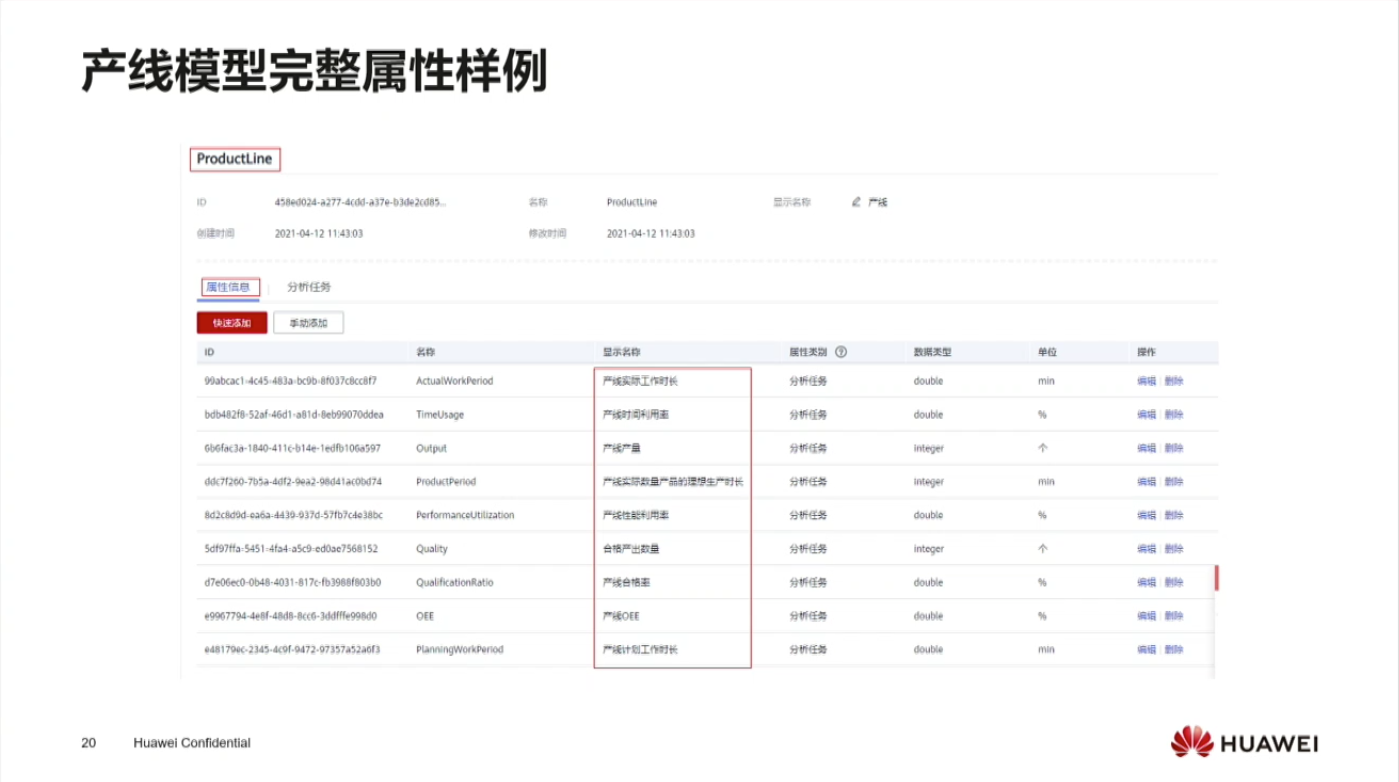 产线模型完整属性样例
ProductLine
ID 458ed024-a277-4cdd-a37e-b3de2cd85... 名称 ProductLine 显示名称 产线
创建时间 2021-04-12 11:43:03 修改时间 2021-04-12 11:43:03
属性信息 分析任务
快速添加 手动添加
ID 名称 显示名称 属性类别 ? 数据类型 单位 操作
99abcac1-4c45-483a-bc9b-8f037c8cc8f7 ActualWorkPeriod 产线实际工作时长 分析任务 double min 编辑 删除
bdb482f8-52af-46d1-a81d-8eb99070ddea TimeUsage 产线时间利用率 分析任务 double % 编辑 删除
6b6fac3a-1840-411c-b14e-1edfb106a597 Output 产线产量 分析任务 integer 个 编辑 删除
ddc7f260-7b5a-4df2-9ea2-98d41ac0bd74 ProductPeriod 产线实际数量产品的理想生产时长 分析任务 integer min 编辑 删除
8d2c8d9d-ea6a-4439-937d-57fb7c4e38bc PerformanceUtilization 产线性能利用率 分析任务 double % 编辑 删除
5df97ffa-5451-4fa4-a5c9-ed0ae7568152 Quality 合格产出数量 分析任务 integer 个 编辑 删除
d7e06ec0-0b48-4031-817c-fb3988f803b0 QualificationRatio 产线合格率 分析任务 double % 编辑 删除
e9967794-4e8f-48d8-8cc6-3ddfffe998d0 OEE 产线OEE 分析任务 double % 编辑 删除
e48179ec-2345-4c9f-9472-97357a52a6f3 PlanningWorkPeriod 产线计划工作时长 分析任务 double min 编辑 删除
20 Huawei Confidential
HUAWEI